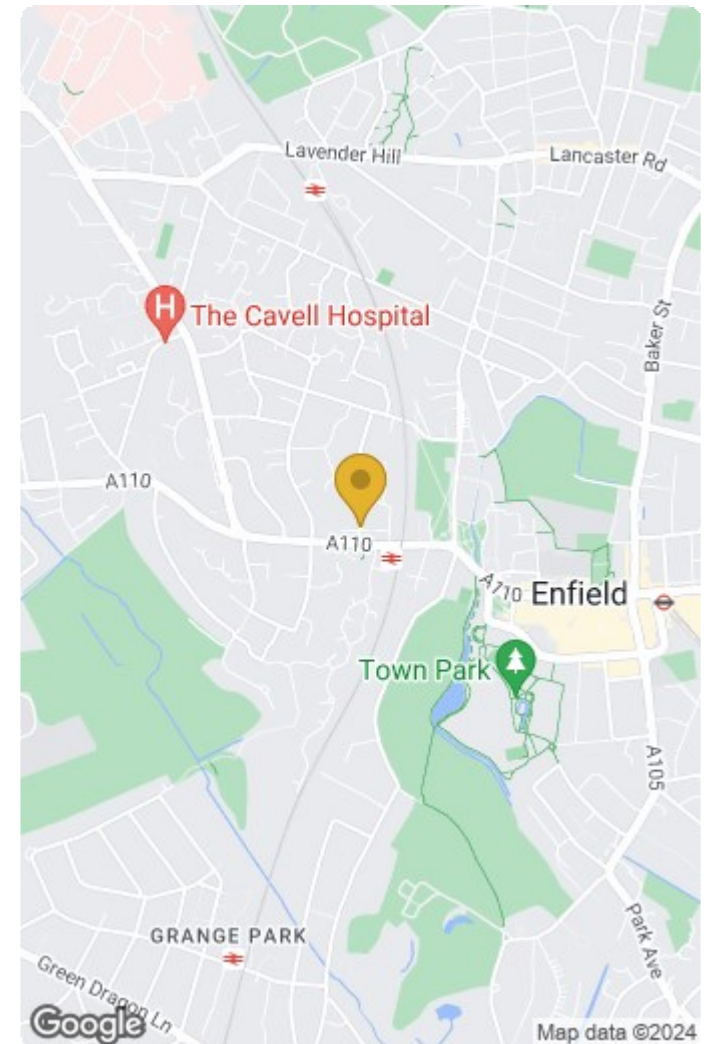 Lavender Hill
Lancaster Rd
H
The Cavell Hospital
Baker St
A110
A110
A110
Enfield
Town Park
A105
GRANGE PARK
Park Ave
Green Dragon Ln
Google
Map data ©2024